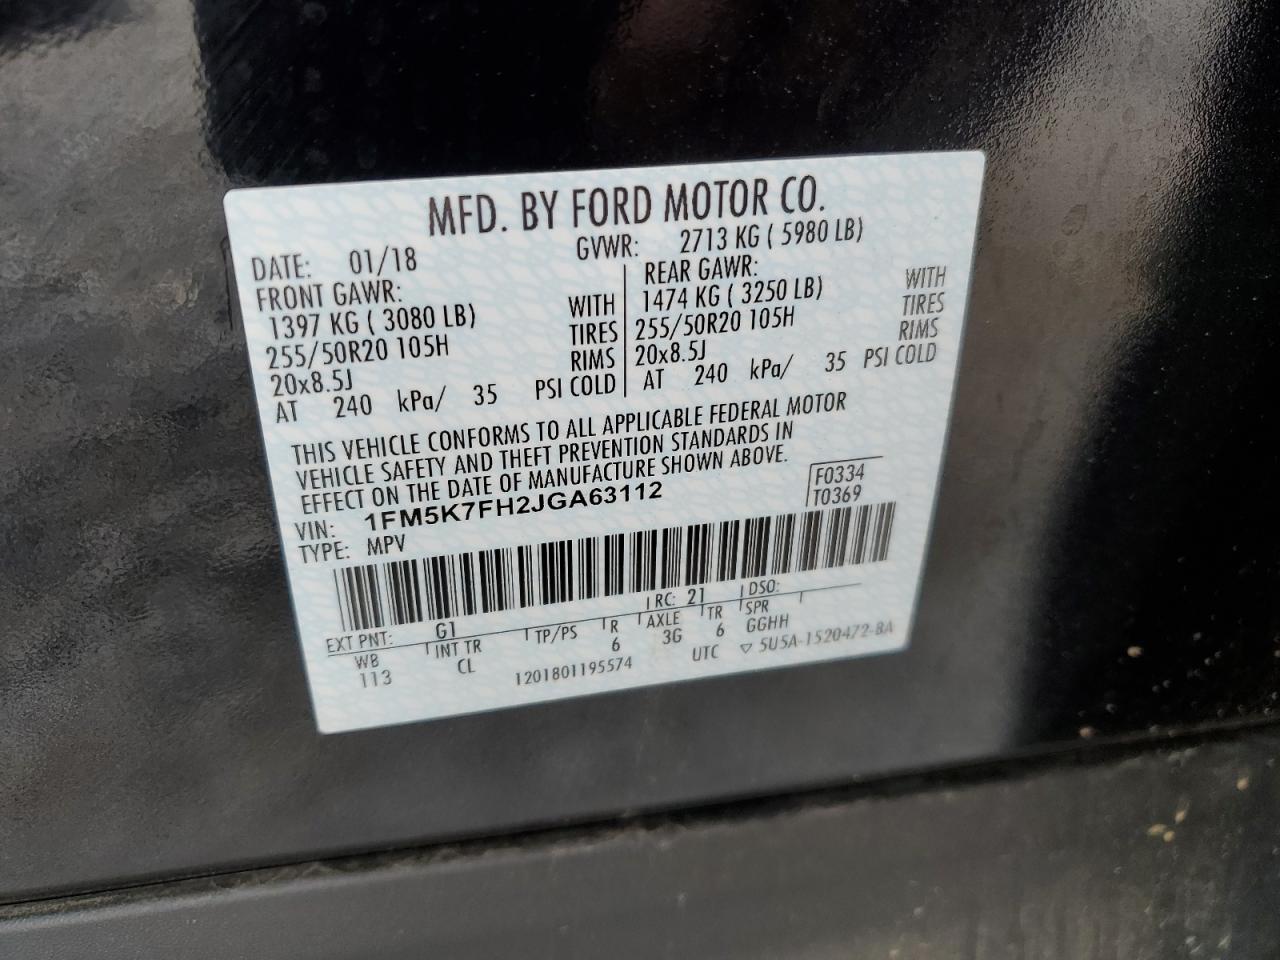 MFD. BY FORD MOTOR CO.
DATE: 01/18 GVWR: 2713 KG ( 5980 LB)
FRONT GAWR: REAR GAWR:
1397 KG ( 3080 LB) WITH 1474 KG ( 3250 LB) WITH
255/50R20 105H TIRES 255/50R20 105H TIRES
20x8.5J RIMS 20x8.5J RIMS
AT 240 kPa/ 35 PSI COLD AT 240 kPa/ 35 PSI COLD
THIS VEHICLE CONFORMS TO ALL APPLICABLE FEDERAL MOTOR
VEHICLE SAFETY AND THEFT PREVENTION STANDARDS IN
EFFECT ON THE DATE OF MANUFACTURE SHOWN ABOVE.
F0334
VIN: 1FM5K7FH2JGA63112 T0369
TYPE: MPV
EXT PNT: G1 RC: 21 DSO:
WB INT TR TP/PS R AXLE TR SPR
113 CL 6 3G 6 GGHH
1201801195574 UTC ▽ 5U5A-1520472-BA